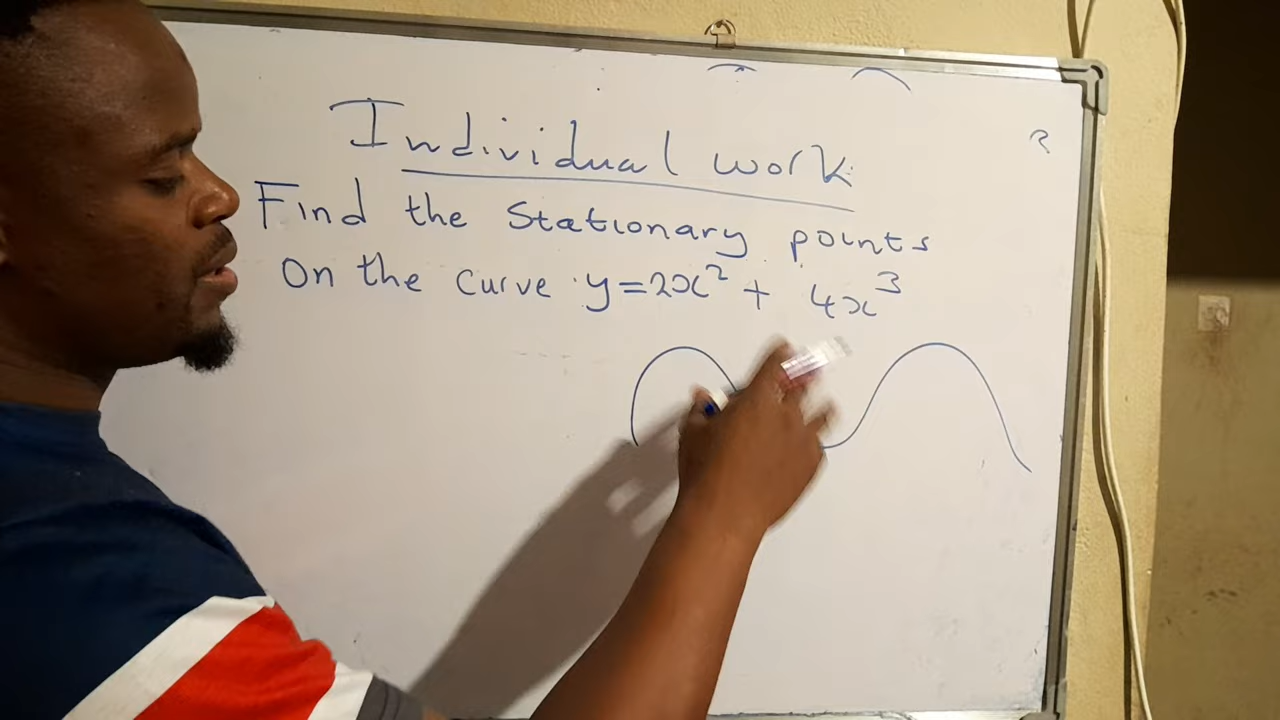 Individual work
Find the Stationary points
on the curve y=2x² + 4x³